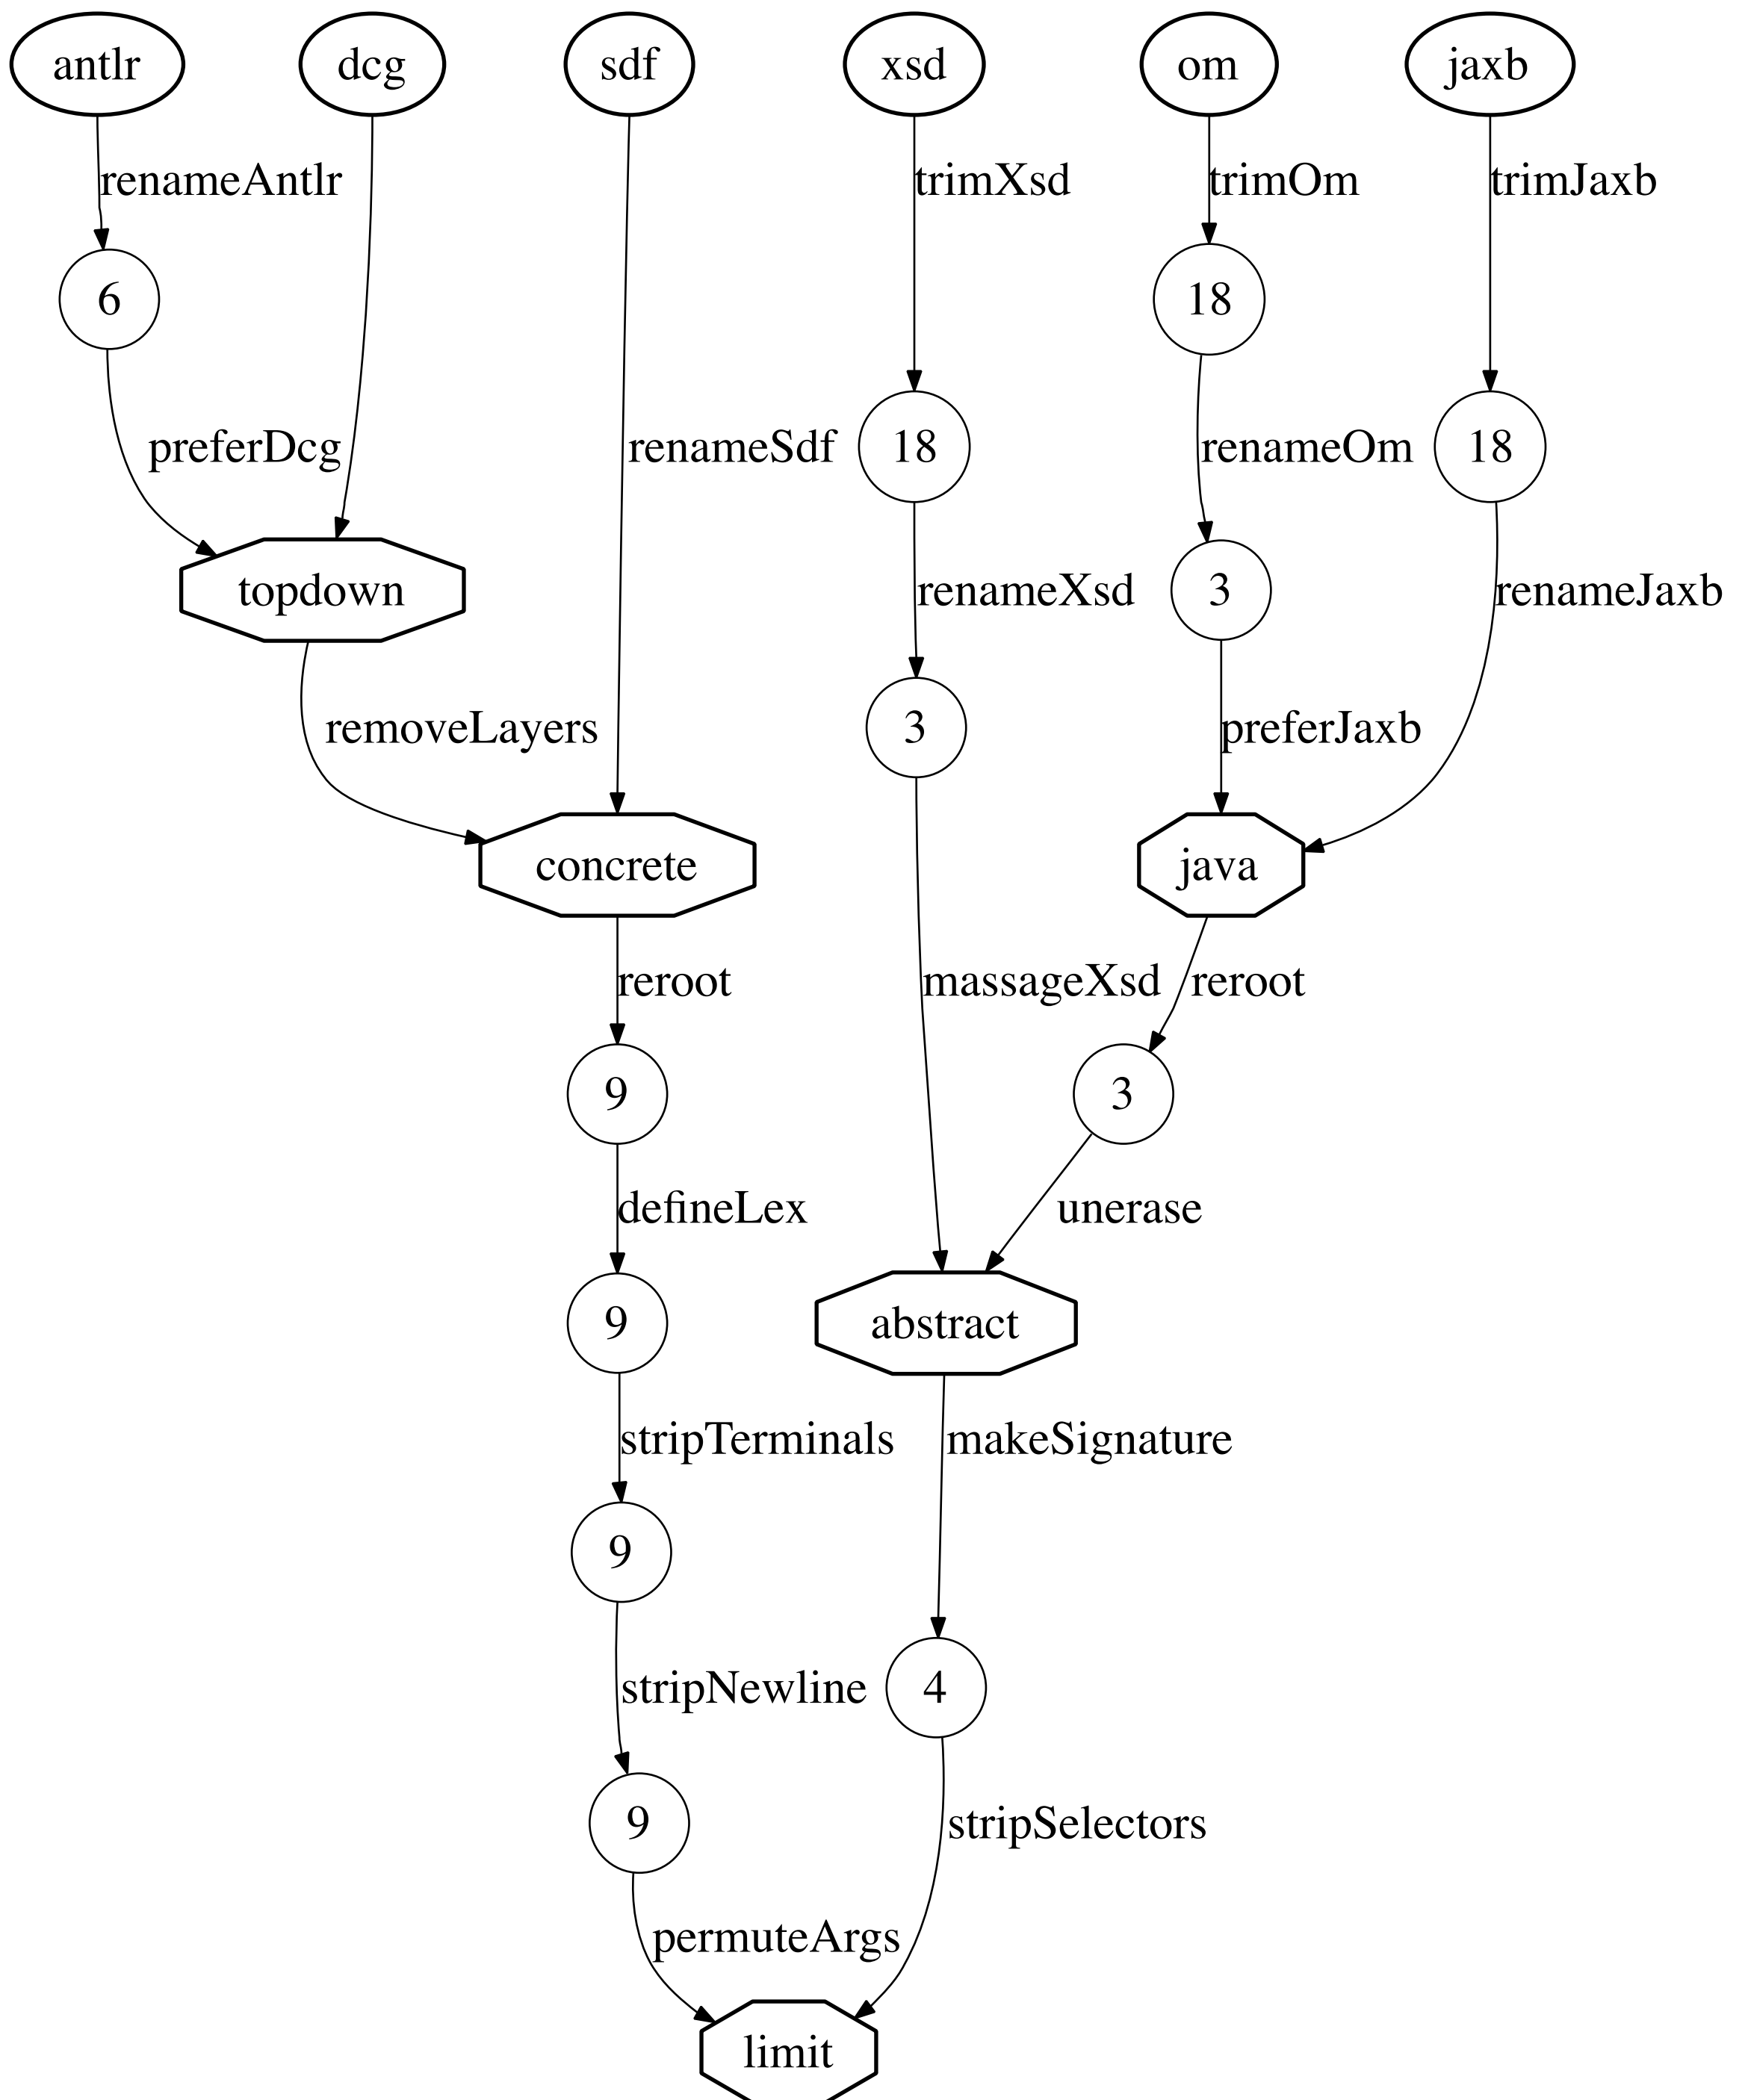 antlr dcg sdf xsd om jaxb
renameAntlr trimXsd trimOm trimJaxb
6 18
preferDcg renameSdf 18 renameOm 18
topdown renameXsd 3 renameJaxb
removeLayers 3 preferJaxb
concrete java
reroot massageXsd reroot
9 3
defineLex unerase
9 abstract
stripTerminals makeSignature
9
stripNewline 4
9 stripSelectors
permuteArgs
limit